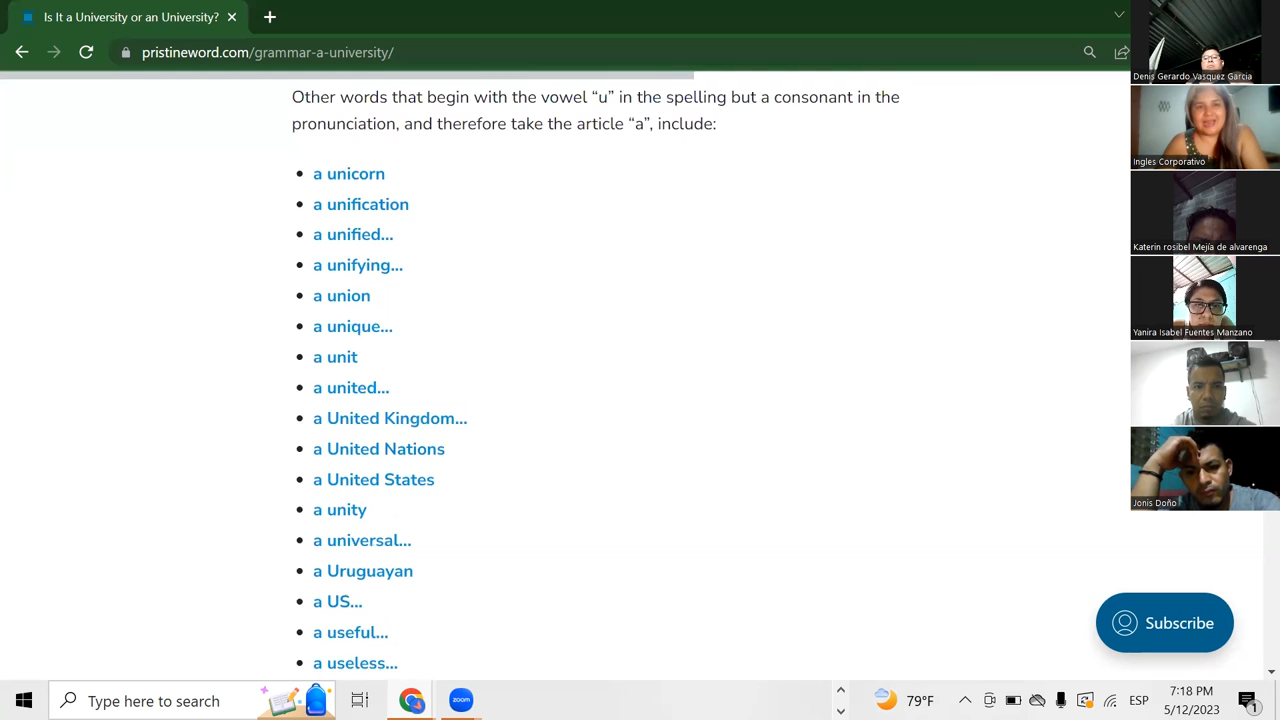 Is It a University or an University?
pristineword.com/grammar-a-university/
Other words that begin with the vowel “u” in the spelling but a consonant in the
pronunciation, and therefore take the article “a”, include:
a unicorn
a unification
a unified...
a unifying...
a union
a unique...
a unit
a united...
a United Kingdom...
a United Nations
a United States
a unity
a universal...
a Uruguayan
a US...
a useful...
a useless...
Subscribe
Denis Gerardo Vasquez Garcia
Ingles Corporativo
Katerin rosibel Mejía de alvarenga
Yanira Isabel Fuentes Manzano
Jonis Doño
Type here to search
zoom
79°F
ESP
7:18 PM
5/12/2023
1